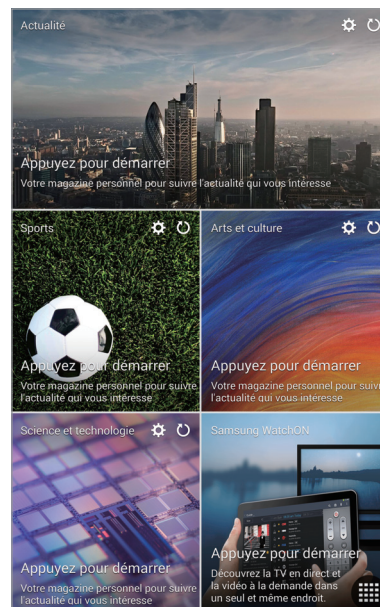 Actualité
Appuyez pour démarrer
Votre magazine personnel pour suivre l'actualité qui vous intéresse
Sports
Appuyez pour démarrer
Votre magazine personnel pour suivre
l'actualité qui vous intéresse
Arts et culture
Appuyez pour démarrer
Votre magazine personnel pour suivr
l'actualité qui vous intéresse
Science et technologie
Appuyez pour démarrer
Votre magazine personnel pour suivre
l'actualité qui vous intéresse
Samsung WatchON
Appuyez pour démarrer
Découvrez la TV en direct et
la vidéo à la demande dans
un seul et même endroit.